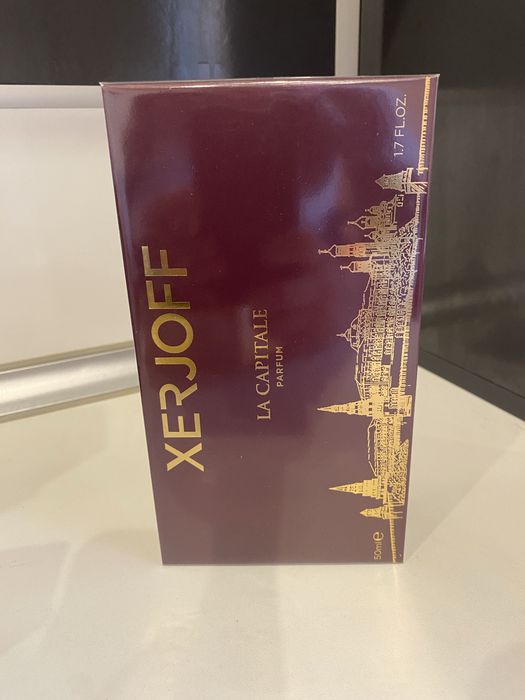 XERJOFF
LA CAPITALE
PARFUM
50ml e
1.7 FL.OZ.